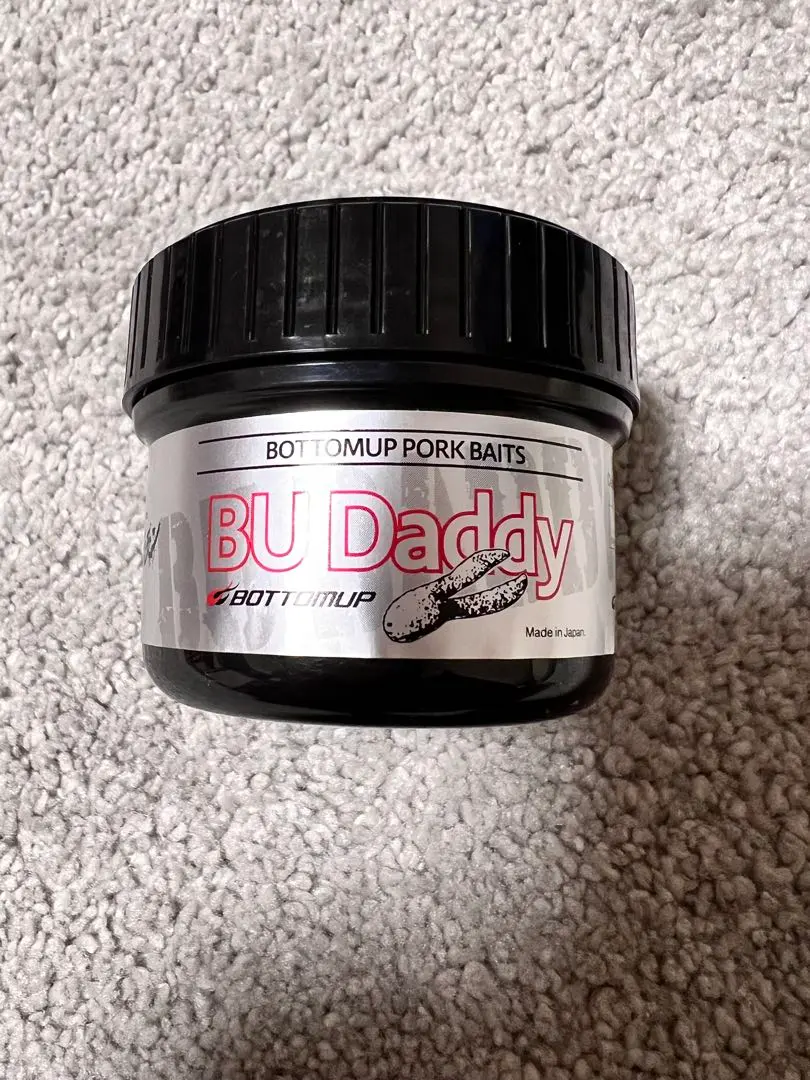 BOTTOMUP PORK BAITS
BU Daddy
BOTTOMUP
Made in Japan.